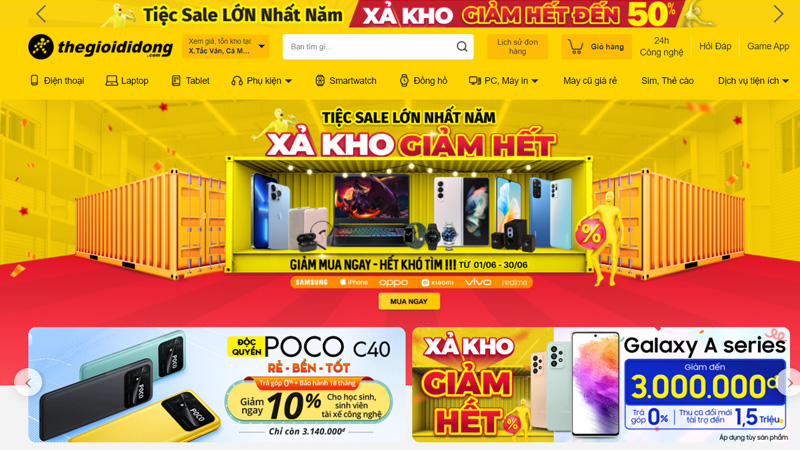 Tiệc Sale LỚN Nhất Năm XẢ KHO GIẢM HẾT ĐẾN 50%
thegioididong
.com
Xem giá, tồn kho tại:
X.Tắc Vân, Cà M...
Bạn tìm gì...
Lịch sử đơn hàng
Giỏ hàng
24h Công nghệ
Hỏi Đáp
Game App
Điện thoại
Laptop
Tablet
Phụ kiện
Smartwatch
Đồng hồ
PC, Máy in
Máy cũ giá rẻ
Sim, Thẻ cào
Dịch vụ tiện ích
TIỆC SALE LỚN NHẤT NĂM
XẢ KHO GIẢM HẾT
%
GIẢM MUA NGAY - HẾT KHÓ TÌM !!! TỪ 01/06 - 30/06
SAMSUNG iPhone oppo xiaomi vivo realme
MUA NGAY
ĐỘC QUYỀN POCO C40
RẺ - BỀN - TỐT
Trả góp 0% + Bảo hành 18 tháng
Giảm ngay 10% Cho học sinh, sinh viên tài xế công nghệ
Chỉ còn 3.140.000đ
POCO
POCO
POCO
XẢ KHO
GIẢM
HẾT
%
Galaxy A series
Giảm đến
3.000.000đ
Trả góp 0% Thu cũ đổi mới tài trợ đến 1,5 Triệu
Áp dụng tùy sản phẩm